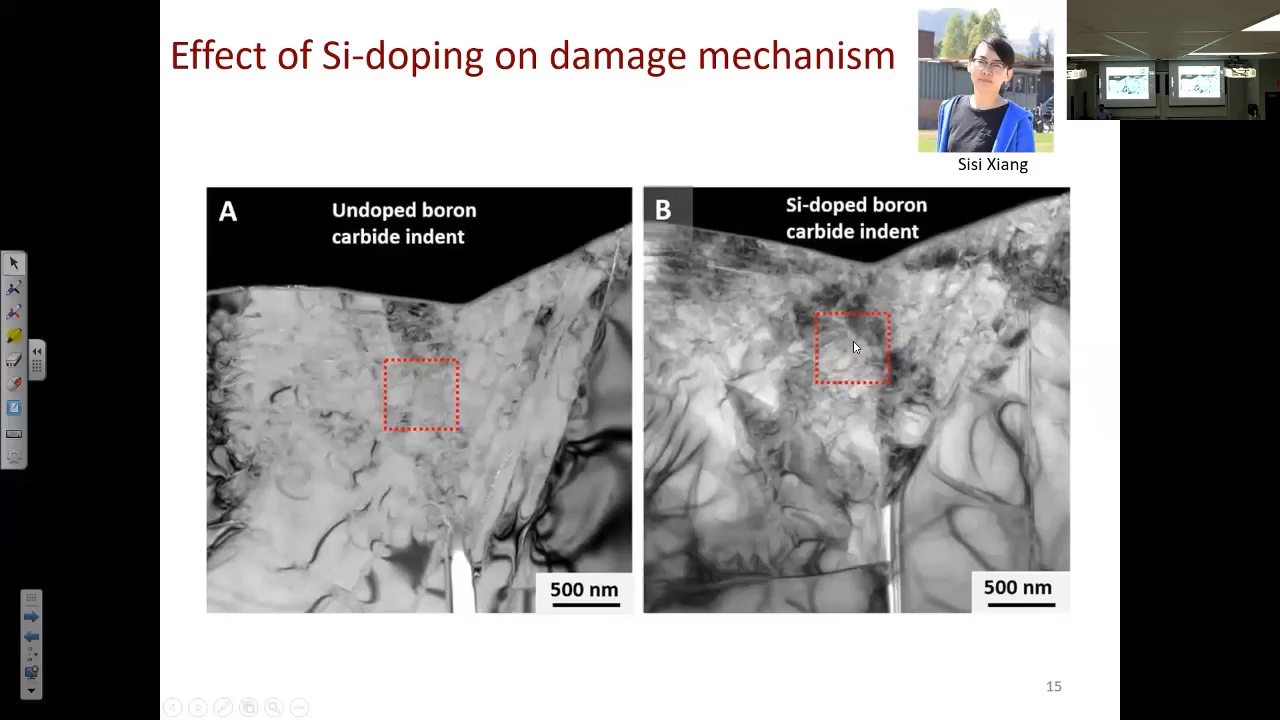 Effect of Si-doping on damage mechanism
Sisi Xiang
A
Undoped boron
carbide indent
500 nm
B
Si-doped boron
carbide indent
500 nm
15